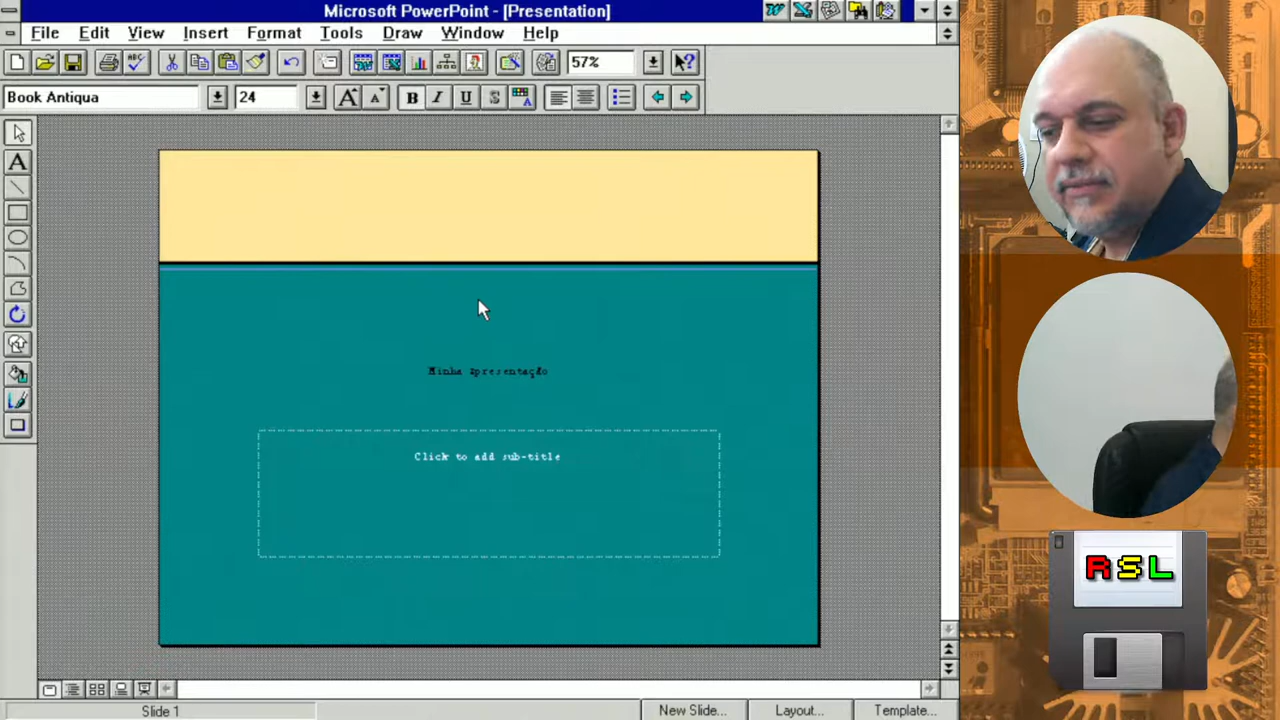 Microsoft PowerPoint - [Presentation]
File Edit View Insert Format Tools Draw Window Help
57%
Book Antiqua 24 A A B I U S A
A
Minha apresentação
Click to add sub-title
RSL
Slide 1 New Slide... Layout... Template...